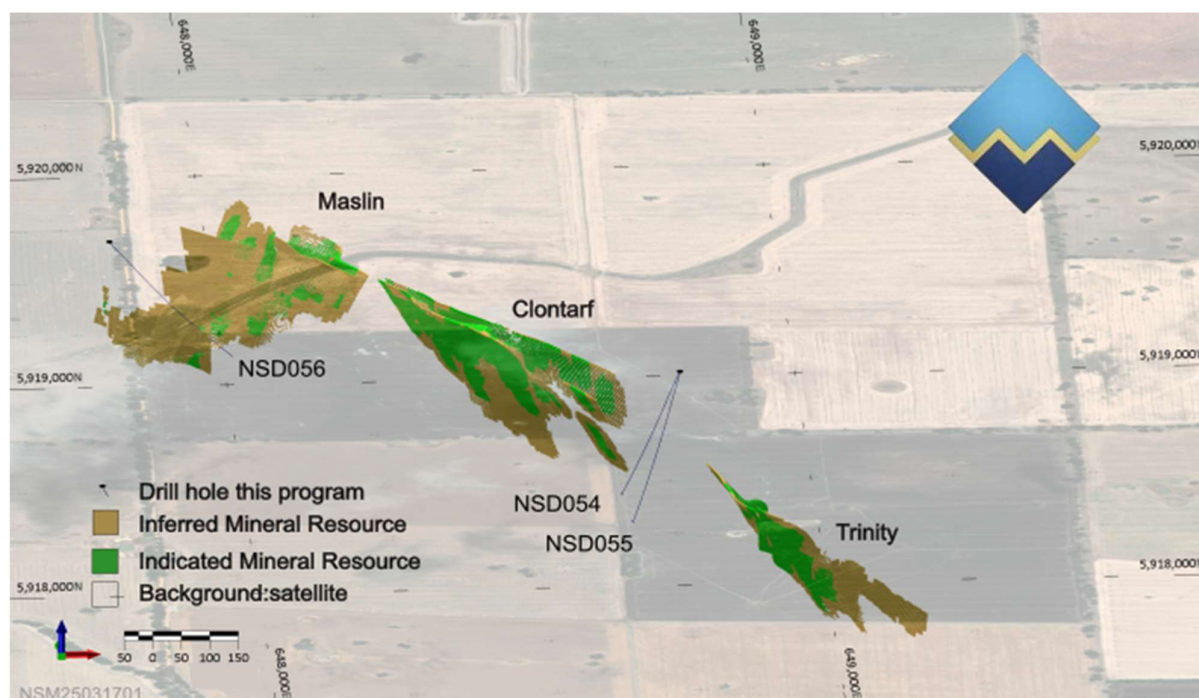 648,000E
649,000E
5,920,000N
5,920,000N
Maslin
Clontarf
NSD056
5,919,000N
5,919,000N
Drill hole this program
Inferred Mineral Resource
Indicated Mineral Resource
Background:satellite
NSD054
NSD055
Trinity
5,918,000N
5,918,000N
50 0 50 100 150
648,000E
649,000E
NSM25031701